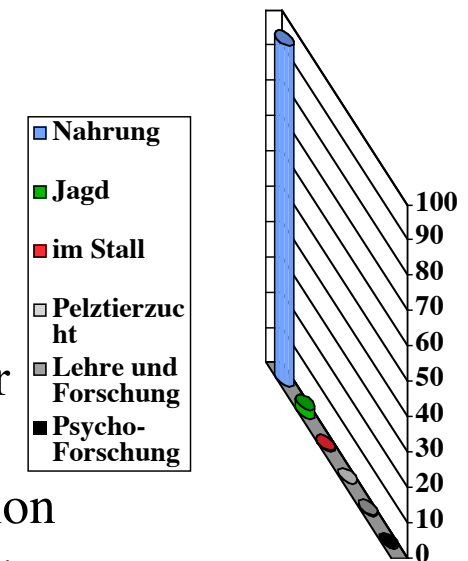 Nahrung
Jagd
im Stall
Pelztierzuc
ht
Lehre und
Forschung
Psycho-
Forschung
r
ion
100
90
80
70
60
50
40
30
20
10
0